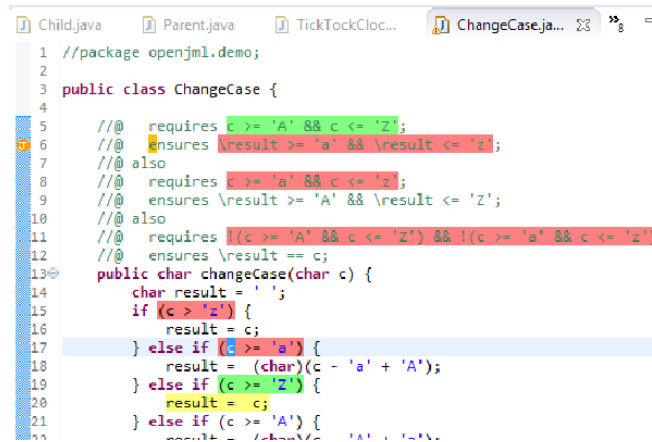 Child.java Parent.java TickTockCloc... ChangeCase.ja... »8
1 //package openjml.demo;
2
3 public class ChangeCase {
4
5 //@ requires c >= 'A' && c <= 'Z';
6 //@ ensures \result >= 'a' && \result <= 'z';
7 //@ also
8 //@ requires c >= 'a' && c <= 'z';
9 //@ ensures \result >= 'A' && \result <= 'Z';
10 //@ also
11 //@ requires !(c >= 'A' && c <= 'Z') && !(c >= 'a' && c <= 'z')
12 //@ ensures \result == c;
13 public char changeCase(char c) {
14 char result = ' ';
15 if (c > 'z') {
16 result = c;
17 } else if (c >= 'a') {
18 result = (char)(c - 'a' + 'A');
19 } else if (c >= 'Z') {
20 result = c;
21 } else if (c >= 'A') {
22 result = (char)(c - 'A' + 'a');